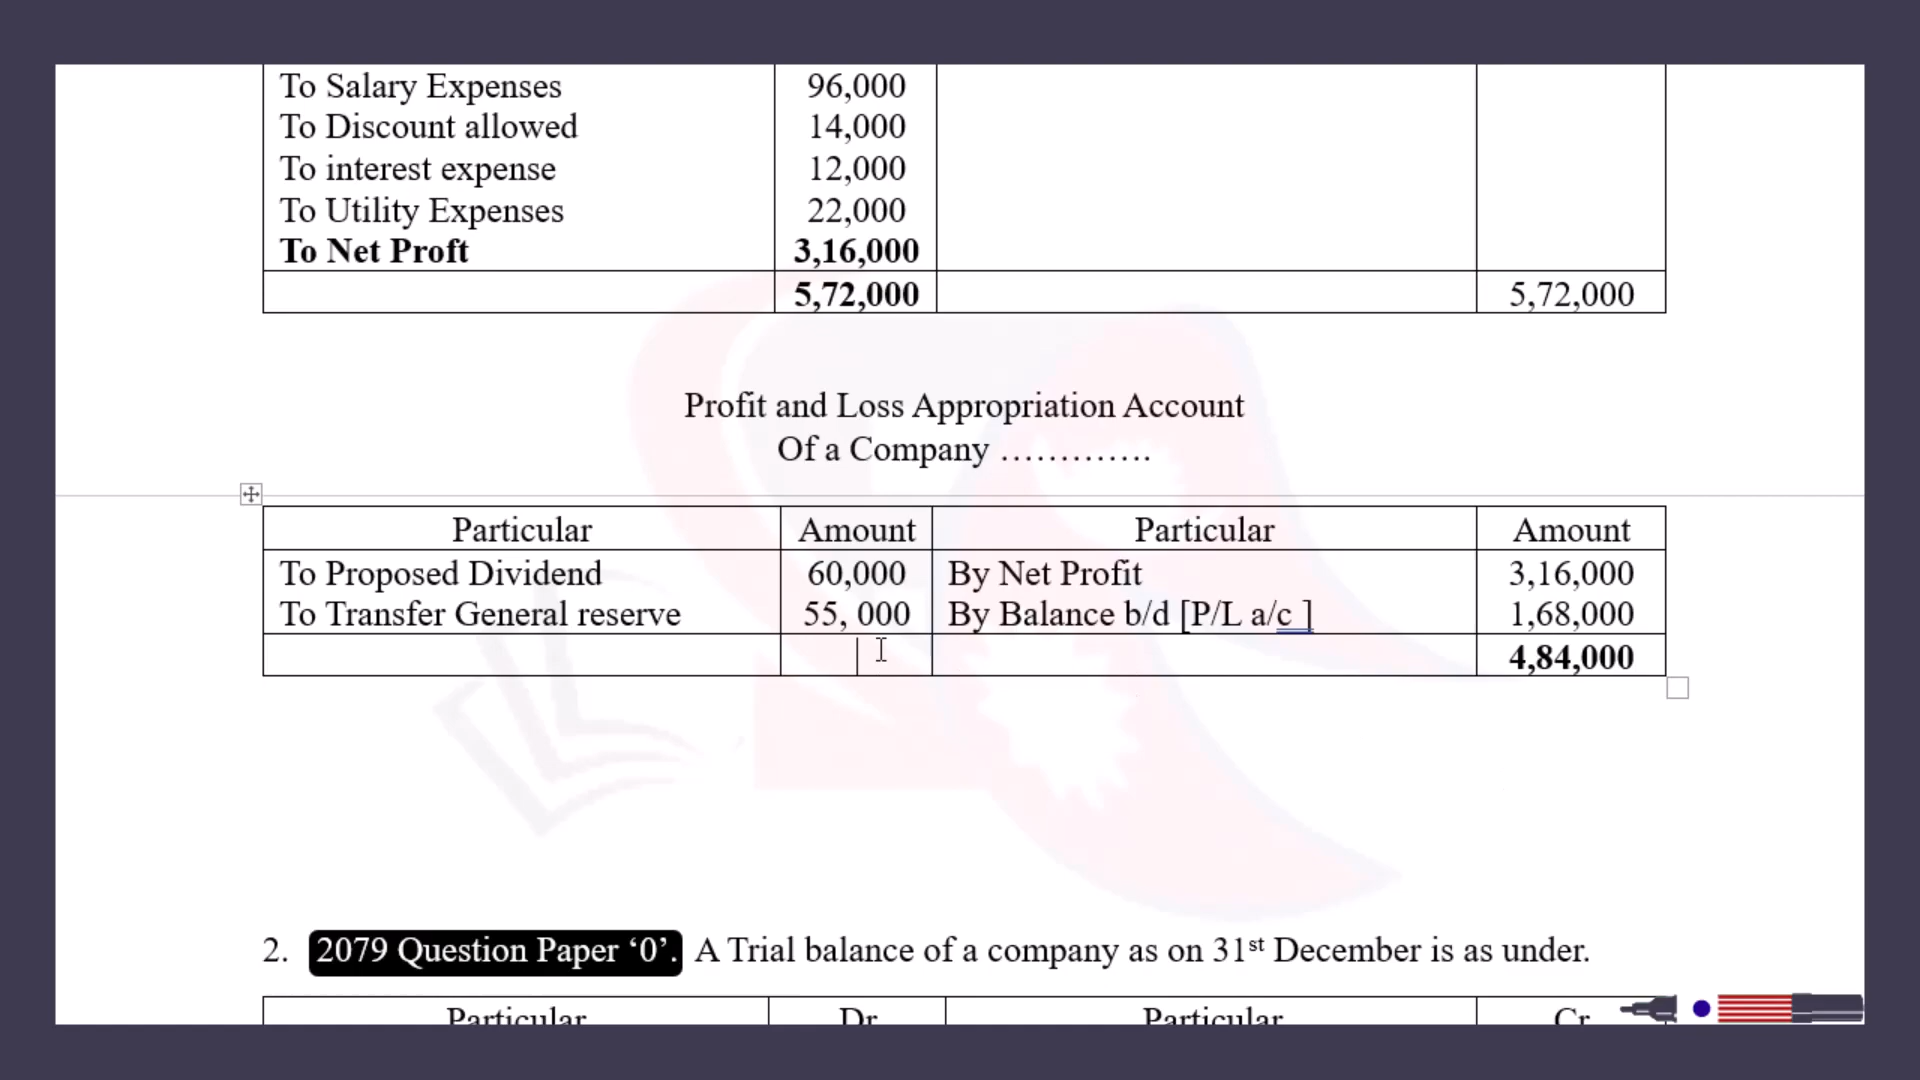 To Salary Expenses 96,000
To Discount allowed 14,000
To interest expense 12,000
To Utility Expenses 22,000
To Net Proft 3,16,000
5,72,000 5,72,000
Profit and Loss Appropriation Account
Of a Company ………….
Particular Amount Particular Amount
To Proposed Dividend 60,000 By Net Profit 3,16,000
To Transfer General reserve 55, 000 By Balance b/d [P/L a/c ] 1,68,000
4,84,000
2. 2079 Question Paper ‘0’. A Trial balance of a company as on 31st December is as under.
Particular Dr Particular Cr